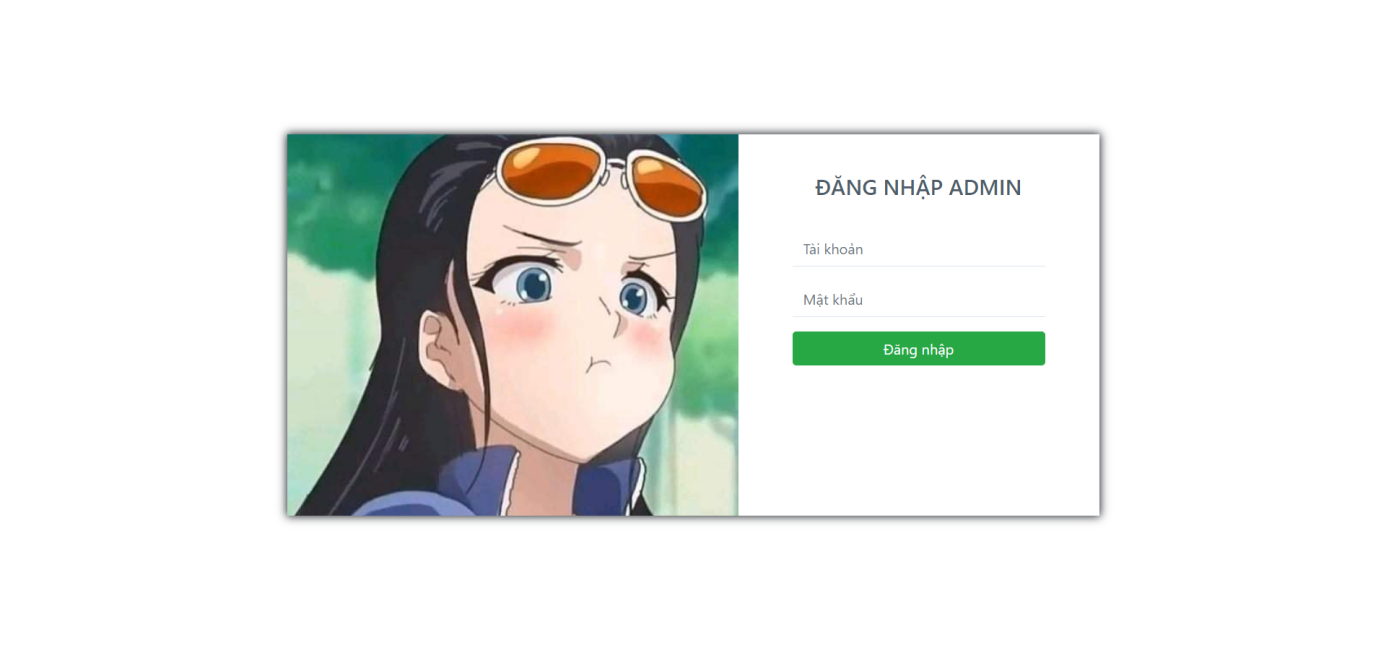 ĐĂNG NHẬP ADMIN
Tài khoản
Mật khẩu
Đăng nhập